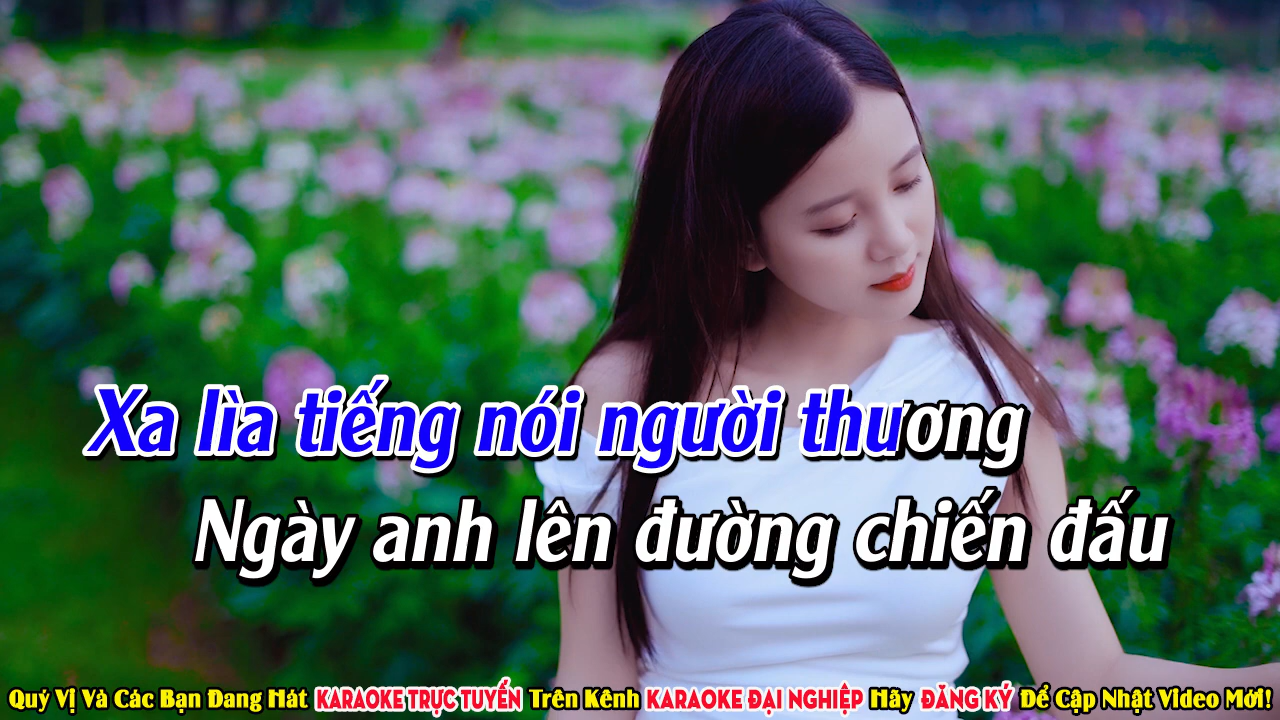 Xa lìa tiếng nói người thương
Ngày anh lên đường chiến đấu
Quý Vị Và Các Bạn Đang Hát KARAOKE TRỰC TUYẾN Trên Kênh KARAOKE ĐẠI NGHIỆP Hãy ĐĂNG KÝ Để Cập Nhật Video Mới!